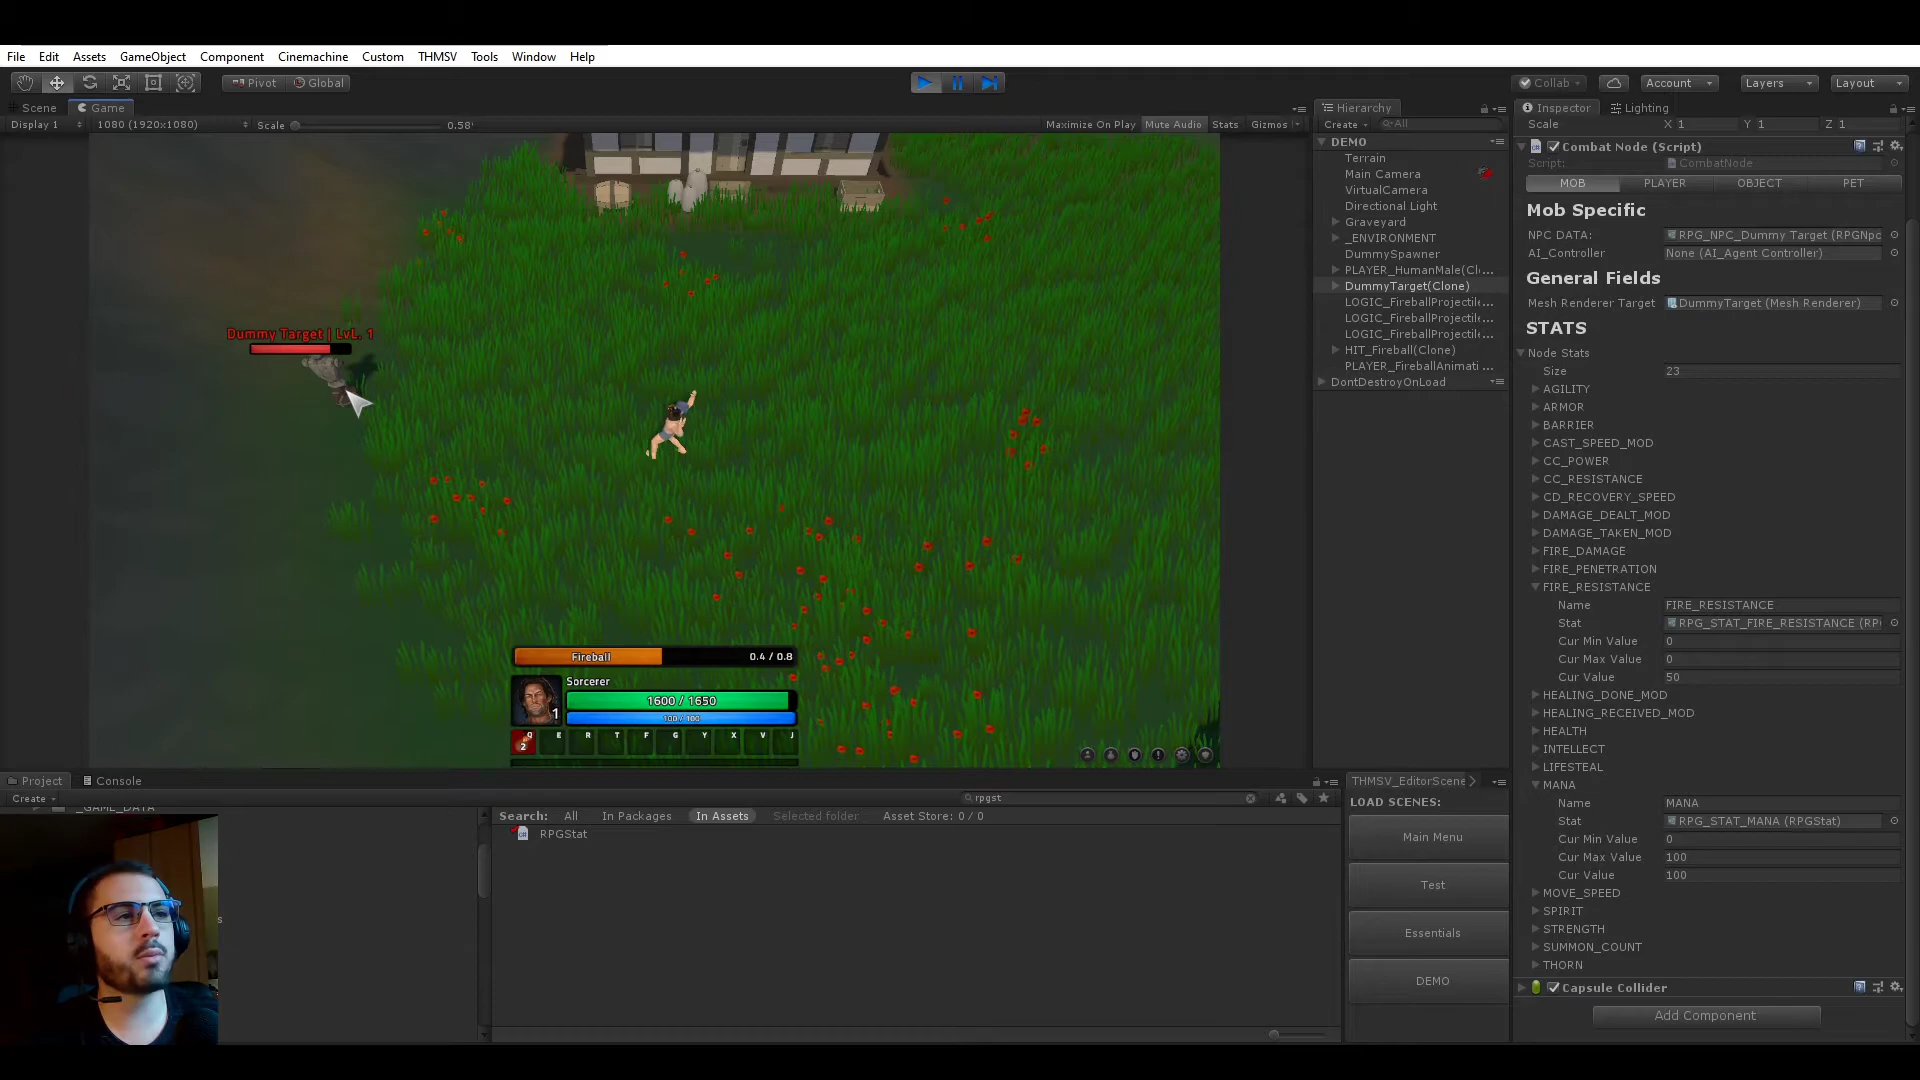 File Edit Assets GameObject Component Cinemachine Custom THMSV Tools Window Help
Pivot Global
Collab Account Layers Layout
Scene Game
Display 1 1080 (1920x1080) Scale 0.58
Maximize On Play Mute Audio Stats Gizmos
Dummy Target | LvL. 1
Fireball 0.4 / 0.8
Sorcerer
1600 / 1650
1
100 / 100
Q E R T F G Y X V J
2
Hierarchy
Create All
DEMO
Terrain
Main Camera
VirtualCamera
Directional Light
Graveyard
_ENVIRONMENT
DummySpawner
PLAYER_HumanMale(Cl...
DummyTarget(Clone)
LOGIC_FireballProjectile...
LOGIC_FireballProjectile...
LOGIC_FireballProjectile...
HIT_Fireball(Clone)
PLAYER_FireballAnimati...
DontDestroyOnLoad
Inspector Lighting
Scale X 1 Y 1 Z 1
Combat Node (Script)
Script: CombatNode
MOB PLAYER OBJECT PET
Mob Specific
NPC DATA: RPG_NPC_Dummy Target (RPGNpc
AI_Controller None (AI_Agent Controller)
General Fields
Mesh Renderer Target DummyTarget (Mesh Renderer)
STATS
Node Stats
Size 23
AGILITY
ARMOR
BARRIER
CAST_SPEED_MOD
CC_POWER
CC_RESISTANCE
CD_RECOVERY_SPEED
DAMAGE_DEALT_MOD
DAMAGE_TAKEN_MOD
FIRE_DAMAGE
FIRE_PENETRATION
FIRE_RESISTANCE
Name FIRE_RESISTANCE
Stat RPG_STAT_FIRE_RESISTANCE (RP
Cur Min Value 0
Cur Max Value 0
Cur Value 50
HEALING_DONE_MOD
HEALING_RECEIVED_MOD
HEALTH
INTELLECT
LIFESTEAL
MANA
Name MANA
Stat RPG_STAT_MANA (RPGStat)
Cur Min Value 0
Cur Max Value 100
Cur Value 100
MOVE_SPEED
SPIRIT
STRENGTH
SUMMON_COUNT
THORN
Capsule Collider
Add Component
Project Console
Create rpgst
_GAME_DATA
Search: All In Packages In Assets Selected folder Asset Store: 0 / 0
RPGStat
s
THMSV_EditorScene
LOAD SCENES:
Main Menu
Test
Essentials
DEMO